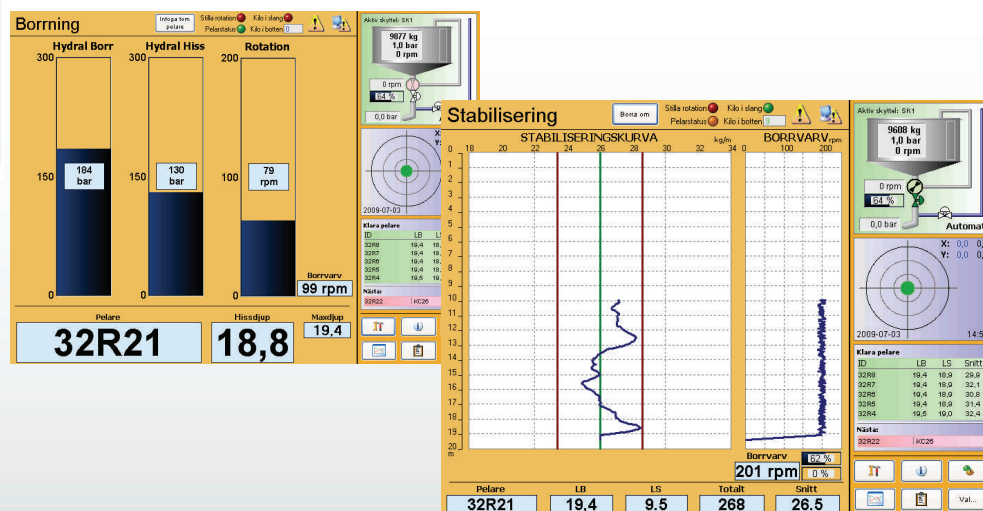 Borrning
Infoga tom pelare
Stilla rotation Kilo i slang
Pelarstatus Kilo i botten 0
Hydral Borr Hydral Hiss Rotation
300 300 200
150 150 100
0 0 0
184 bar
130 bar
79 rpm
Borrvarv
99 rpm
Pelare Hissdjup Maxdjup
32R21 18,8 19,4
Aktiv skyttel: SK1
9877 kg
1,0 bar
0 rpm
0 rpm
64 %
0,0 bar
X:
Y:
2009-07-03
Klara pelare
ID LB
32R8 19,4
32R7 19,4
32R6 19,4
32R5 19,4
32R4 19,5
Nästa:
32R22 KC26
Stabilisering
Borra om
Stilla rotation Kilo i slang
Pelarstatus Kilo i botten 9
STABILISERINGSKURVA kg/m
BORRVARV rpm
0 18 20 22 24 26 28 30 32 34
0 100 200
1
2
3
4
5
6
7
8
9
10
11
12
13
14
15
16
17
18
19
20
m
Borrvarv 62 %
201 rpm 0 %
Pelare LB LS Totalt Snitt
32R21 19,4 9,5 268 26,5
Aktiv skyttel: SK1
9608 kg
1,0 bar
0 rpm
0 rpm
64 %
0,0 bar
Automat
X: 0,0
Y: 0,0
2009-07-03 14:5
Klara pelare
ID LB LS Snitt
32R8 19,4 18,9 29,9
32R7 19,4 18,9 32,1
32R6 19,4 18,9 30,8
32R5 19,4 18,9 31,4
32R4 19,5 19,0 32,4
Nästa:
32R22 KC26
Val...